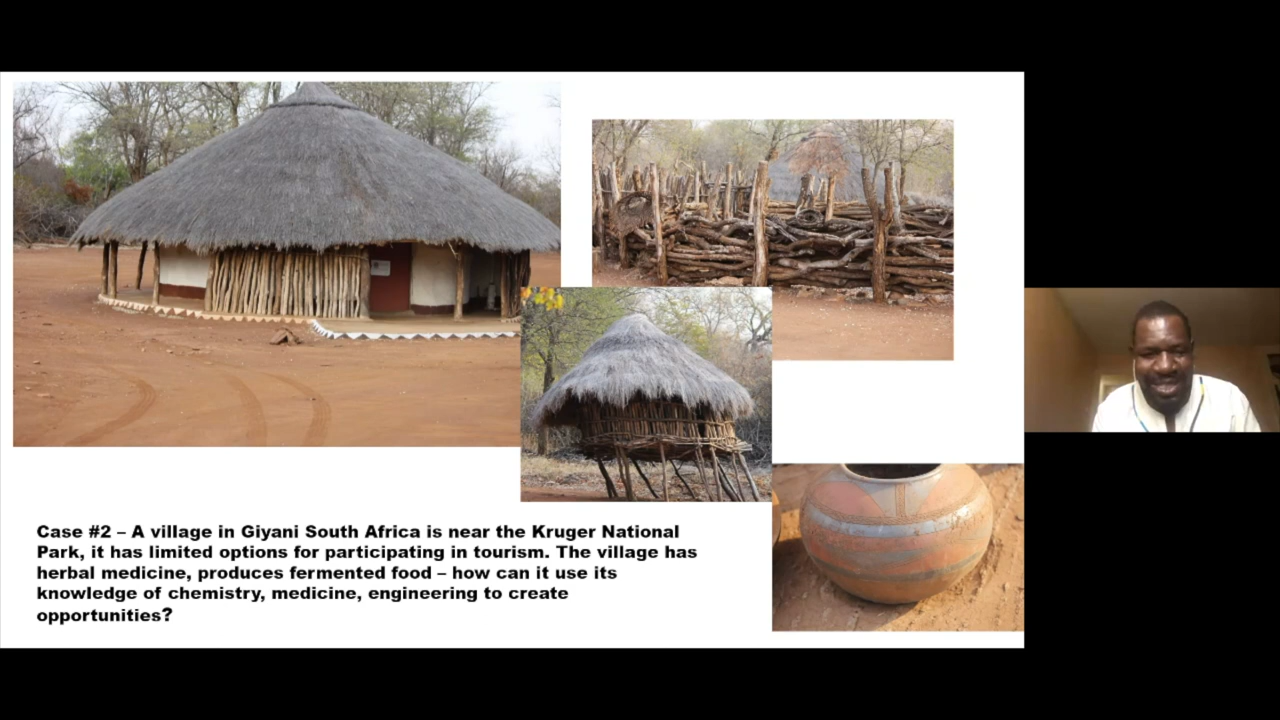 Case #2 – A village in Giyani South Africa is near the Kruger National
Park, it has limited options for participating in tourism. The village has
herbal medicine, produces fermented food – how can it use its
knowledge of chemistry, medicine, engineering to create
opportunities?